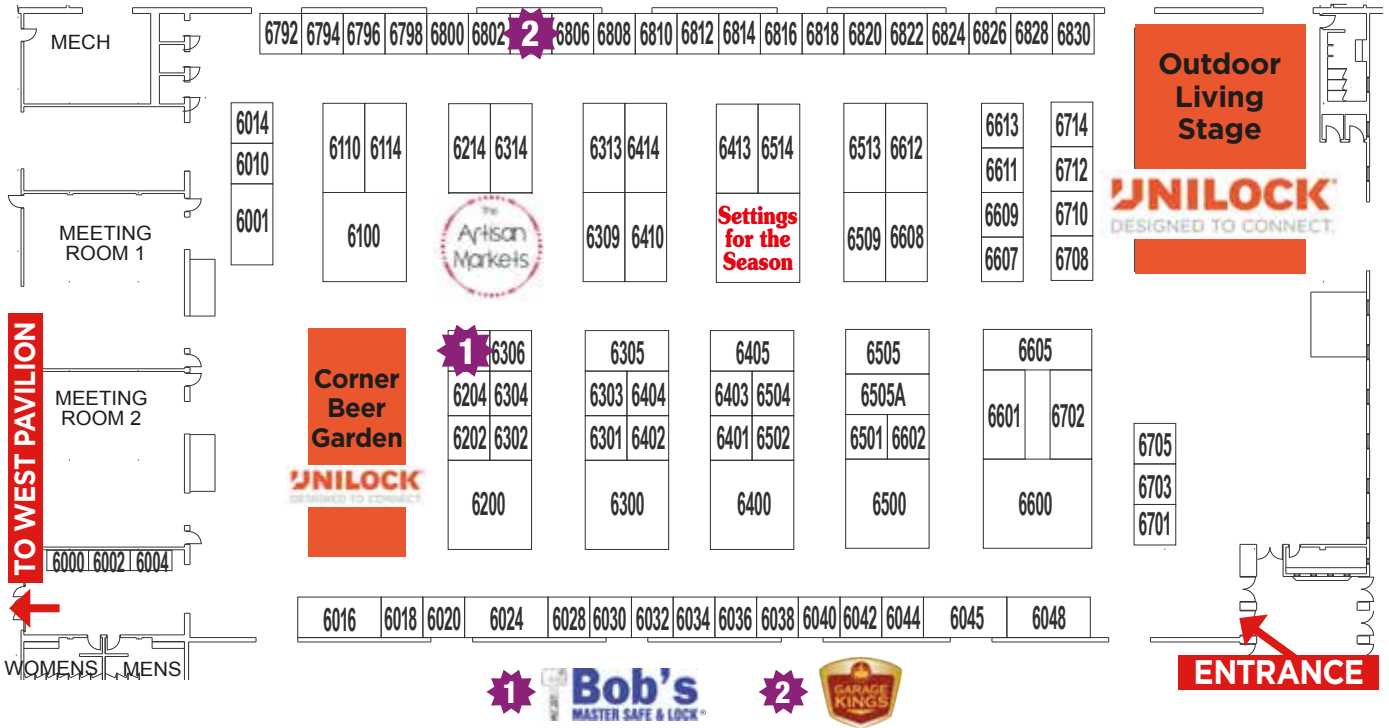 MECH
6792 6794 6796 6798 6800 6802 2 6806 6808 6810 6812 6814 6816 6818 6820 6822 6824 6826 6828 6830
Outdoor
Living
Stage
UNILOCK
DESIGNED TO CONNECT.
6014
6010
6001
6110 6114
6100
6214 6314
The
Artisan
Markets
6313 6414
6309 6410
6413 6514
Settings
for the
Season
6513 6612
6509 6608
6613
6611
6609
6607
6714
6712
6710
6708
MEETING
ROOM 1
MEETING
ROOM 2
TO WEST PAVILION
Corner
Beer
Garden
UNILOCK
DESIGNED TO CONNECT.
1 6306
6204 6304
6202 6302
6200
6305
6303 6404
6301 6402
6300
6405
6403 6504
6401 6502
6400
6505
6505A
6501 6602
6500
6605
6601 6702
6600
6705
6703
6701
6000 6002 6004
6016 6018 6020 6024 6028 6030 6032 6034 6036 6038 6040 6042 6044 6045 6048
WOMENS MENS
ENTRANCE
1 Bob's
MASTER SAFE & LOCK
2 GARAGE
KINGS